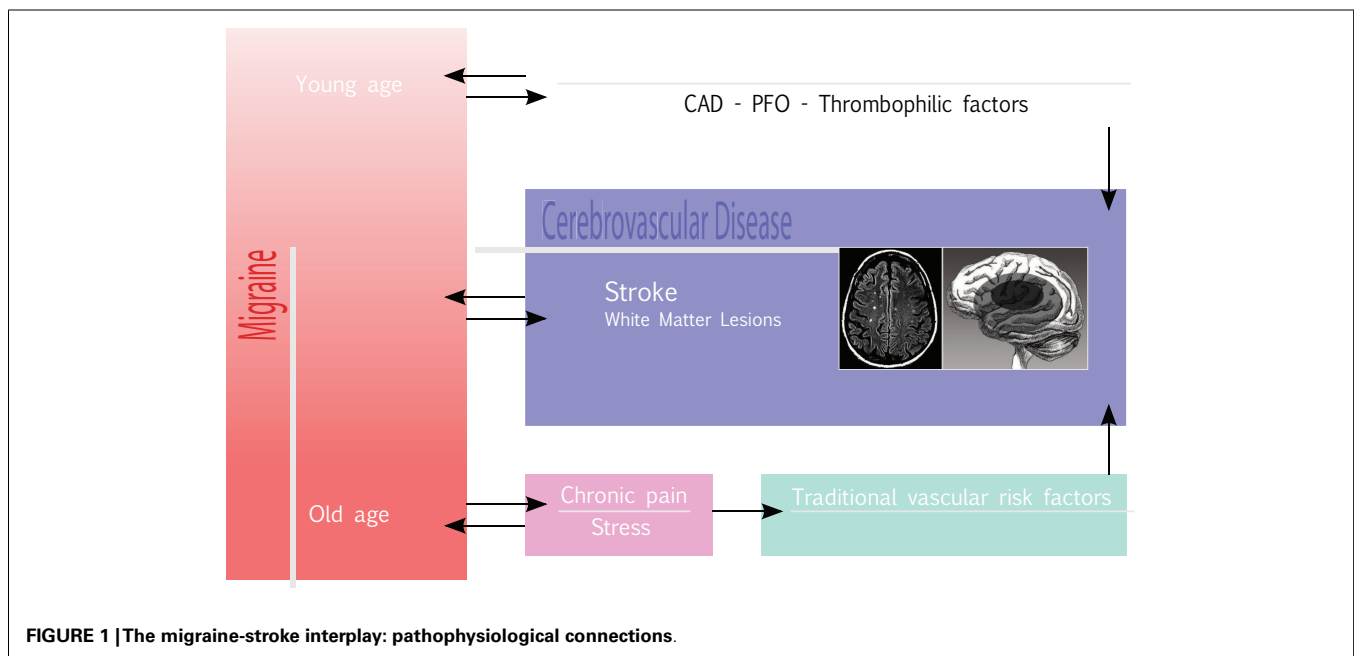 Young age
CAD - PFO - Thrombophilic factors
Migraine
Cerebrovascular Disease
Stroke
White Matter Lesions
Old age
Chronic pain
Stress
Traditional vascular risk factors
FIGURE 1 | The migraine-stroke interplay: pathophysiological connections.